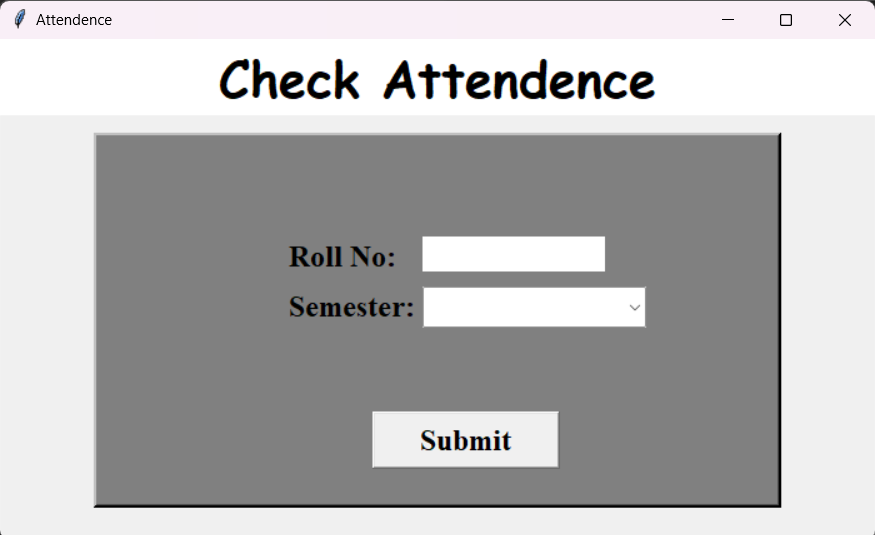 Attendence
Check Attendence
Roll No:
Semester:
Submit